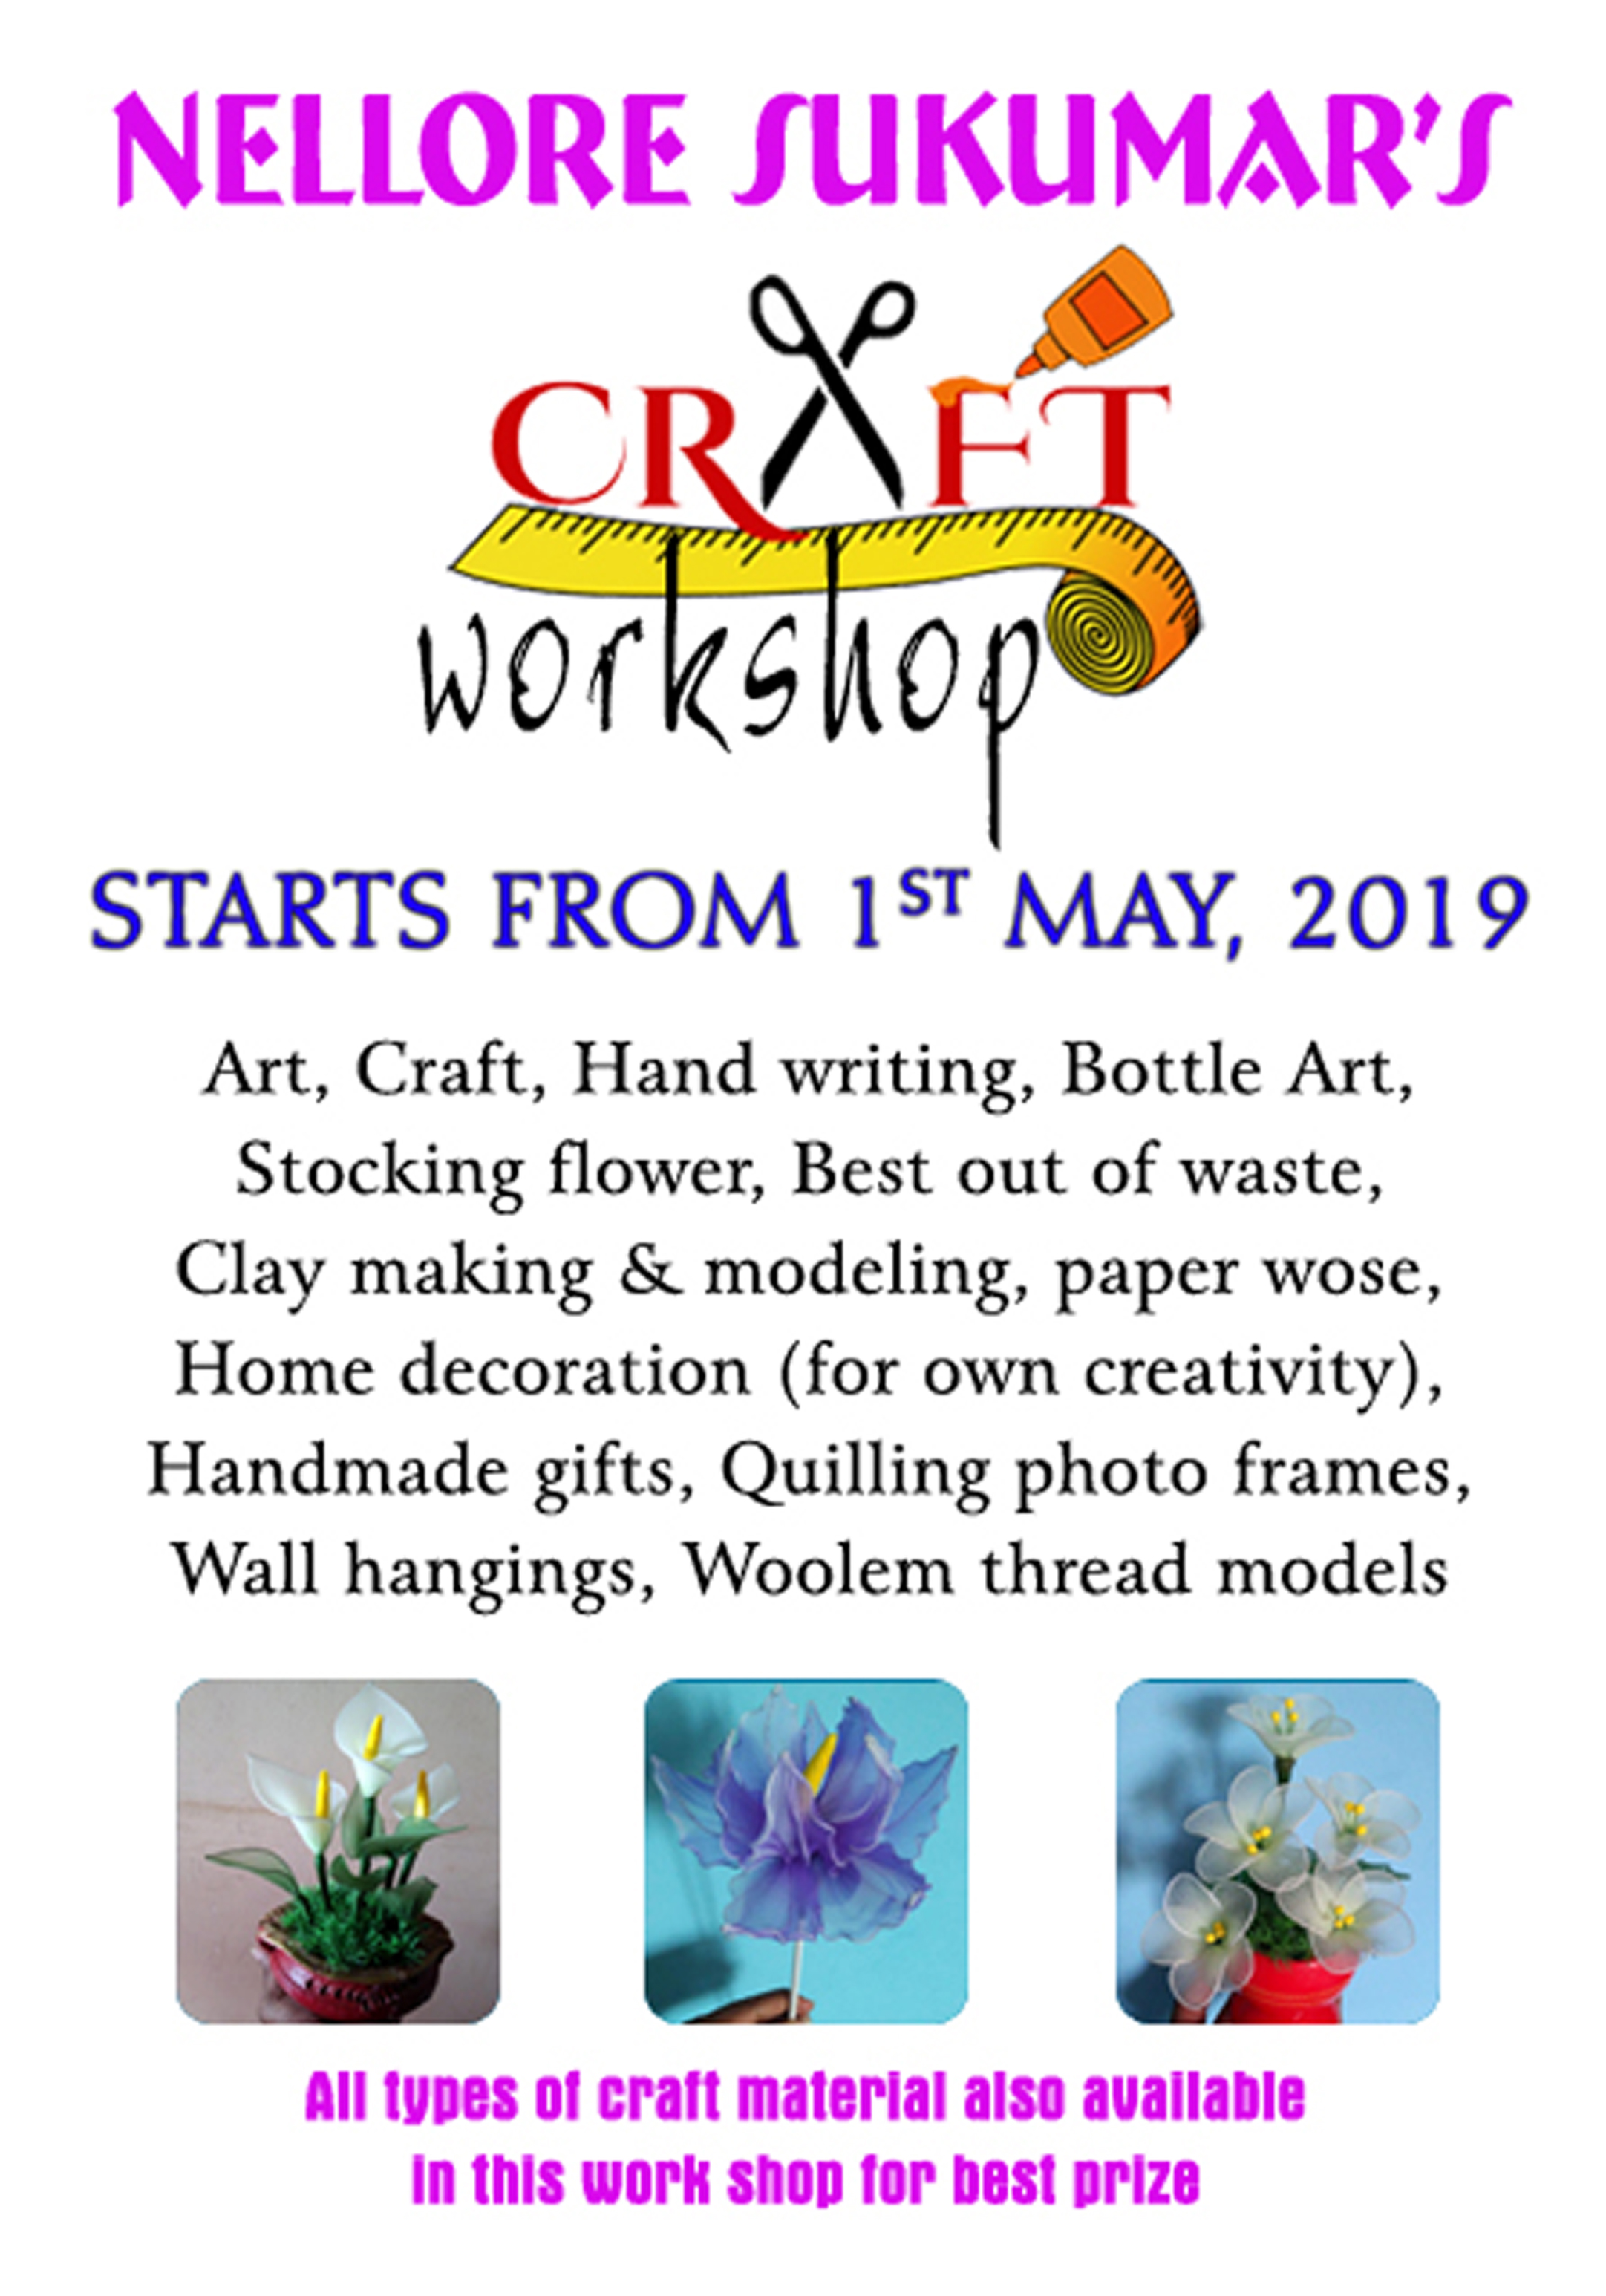 NELLORE SUKUMAR'S
CRAFT
workshop
STARTS FROM 1ST MAY, 2019
Art, Craft, Hand writing, Bottle Art,
Stocking flower, Best out of waste,
Clay making & modeling, paper wose,
Home decoration (for own creativity),
Handmade gifts, Quilling photo frames,
Wall hangings, Woolem thread models
All types of craft material also available
in this work shop for best prize